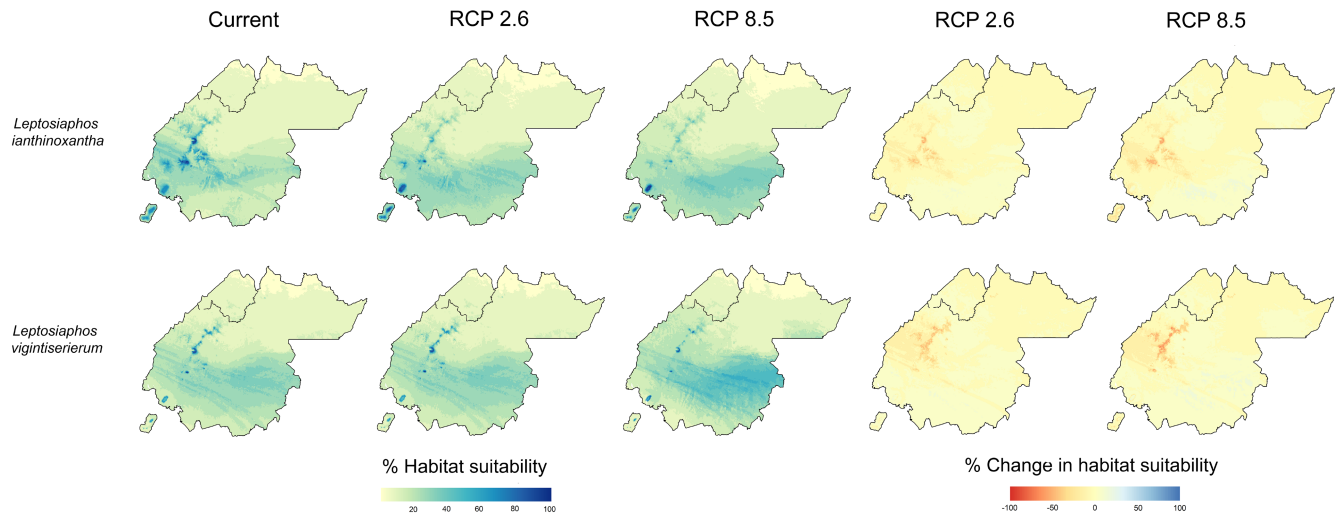 Current RCP 2.6 RCP 8.5 RCP 2.6 RCP 8.5
Leptosiaphos
ianthinoxantha
Leptosiaphos
vigintiserierum
% Habitat suitability
20 40 60 80 100
% Change in habitat suitability
-100 -50 0 50 100